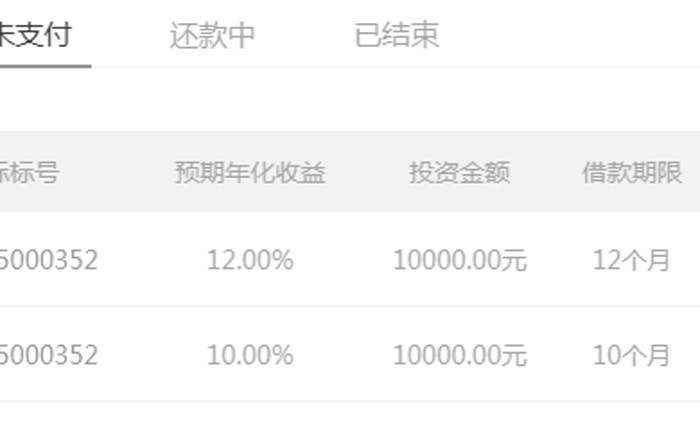 未支付 还款中 已结束
标标号 预期年化收益 投资金额 借款期限
5000352 12.00% 10000.00元 12个月
5000352 10.00% 10000.00元 10个月